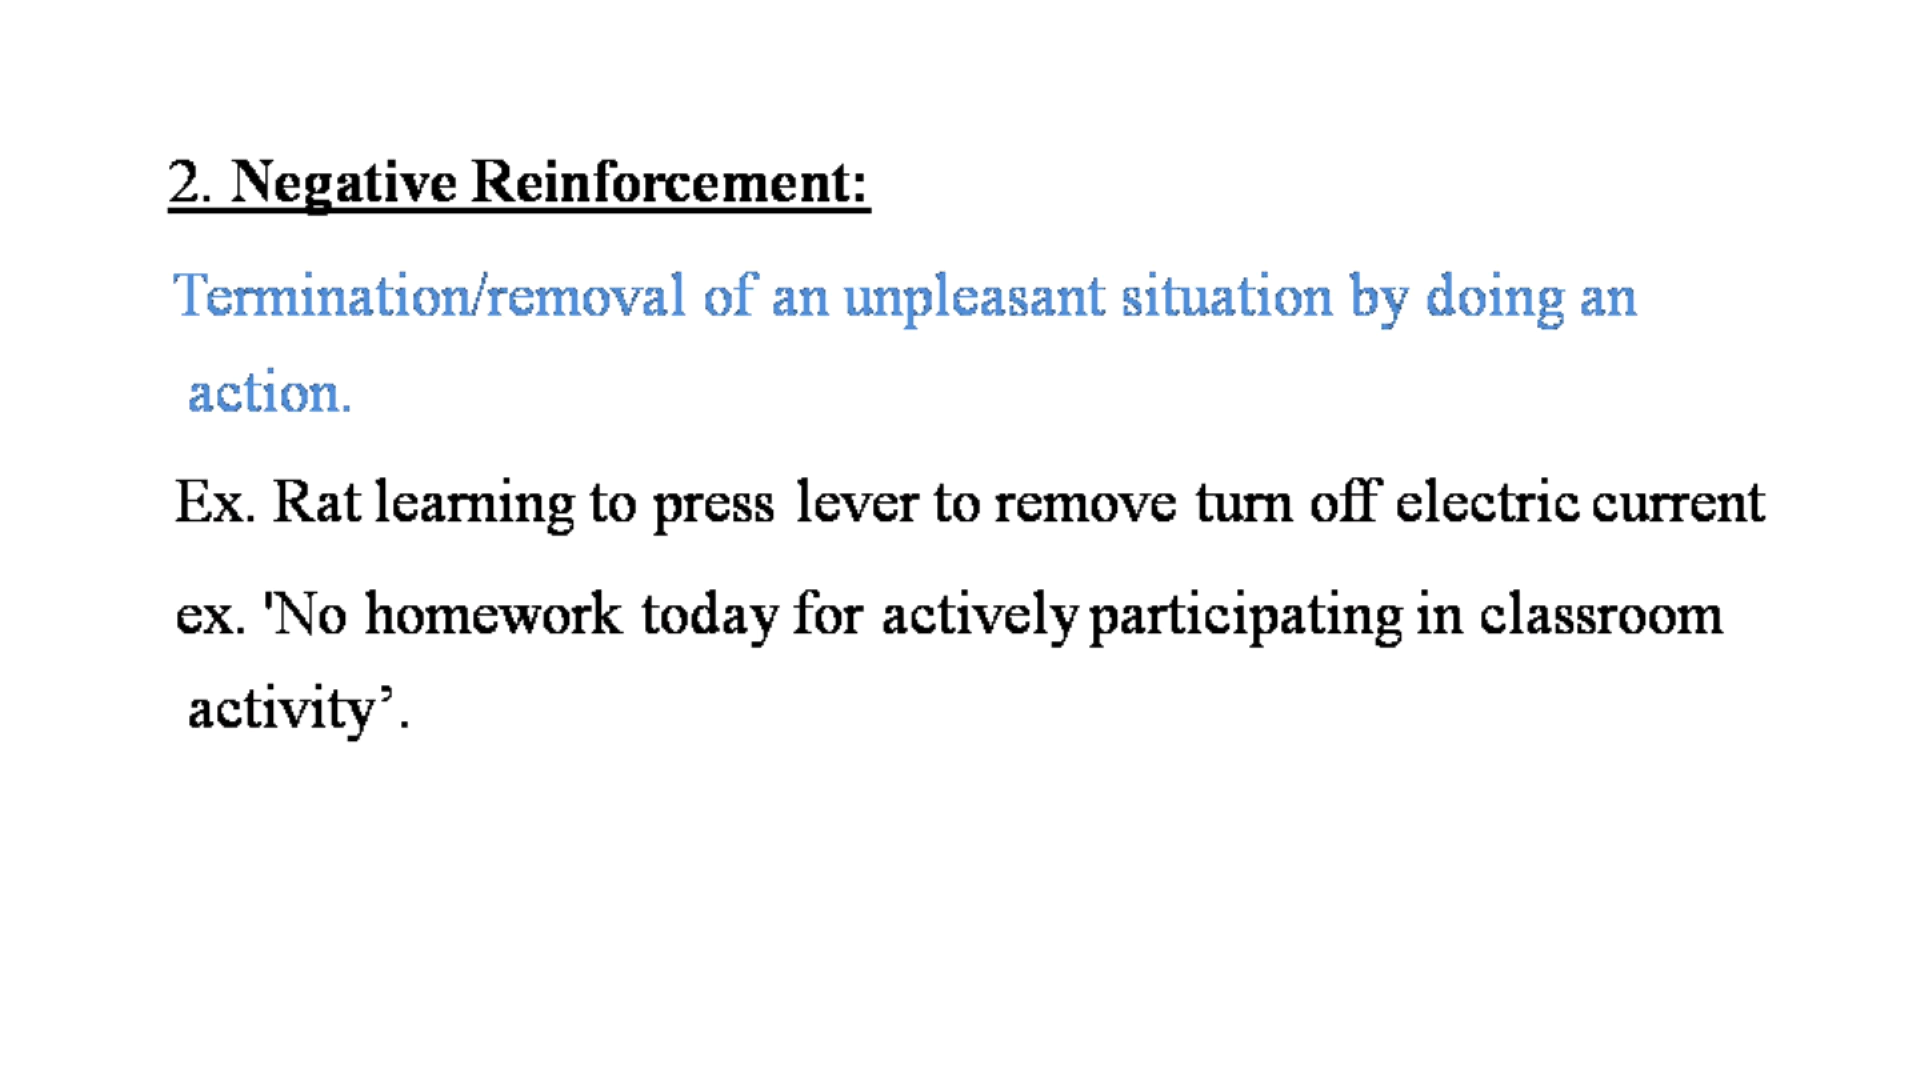 2. Negative Reinforcement:
Termination/removal of an unpleasant situation by doing an
action.
Ex. Rat learning to press lever to remove turn off electric current
ex. 'No homework today for actively participating in classroom
activity’.